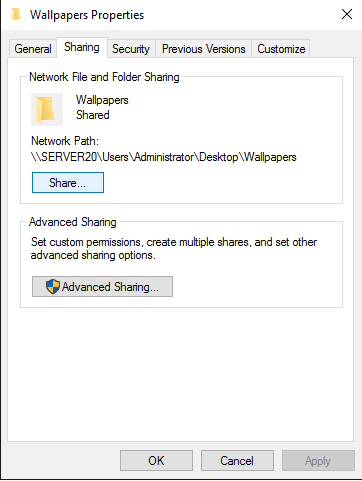 Wallpapers Properties
General Sharing Security Previous Versions Customize
Network File and Folder Sharing
Wallpapers
Shared
Network Path:
\\SERVER20\Users\Administrator\Desktop\Wallpapers
Share...
Advanced Sharing
Set custom permissions, create multiple shares, and set other
advanced sharing options.
Advanced Sharing...
OK Cancel Apply